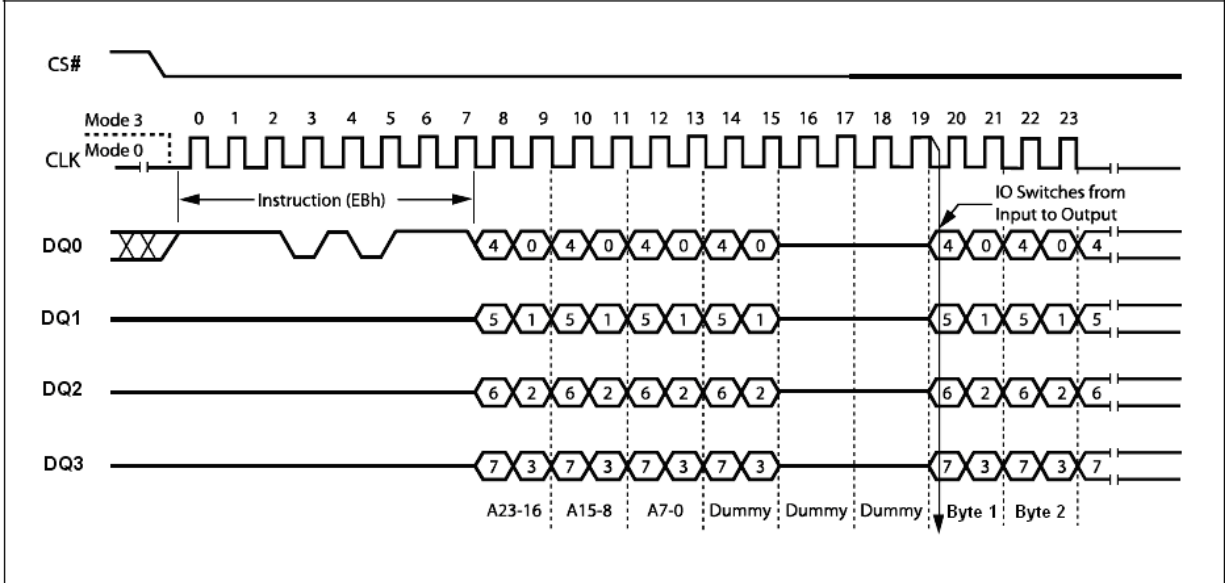 CS#
Mode 3
0 1 2 3 4 5 6 7 8 9 10 11 12 13 14 15 16 17 18 19 20 21 22 23
Mode 0
CLK
Instruction (EBh)
IO Switches from
Input to Output
DQ0 4 0 4 0 4 0 4 0 4 0 4 0 4
DQ1 5 1 5 1 5 1 5 1 5 1 5 1 5
DQ2 6 2 6 2 6 2 6 2 6 2 6 2 6
DQ3 7 3 7 3 7 3 7 3 7 3 7 3 7
A23-16 A15-8 A7-0 Dummy Dummy Dummy Byte 1 Byte 2